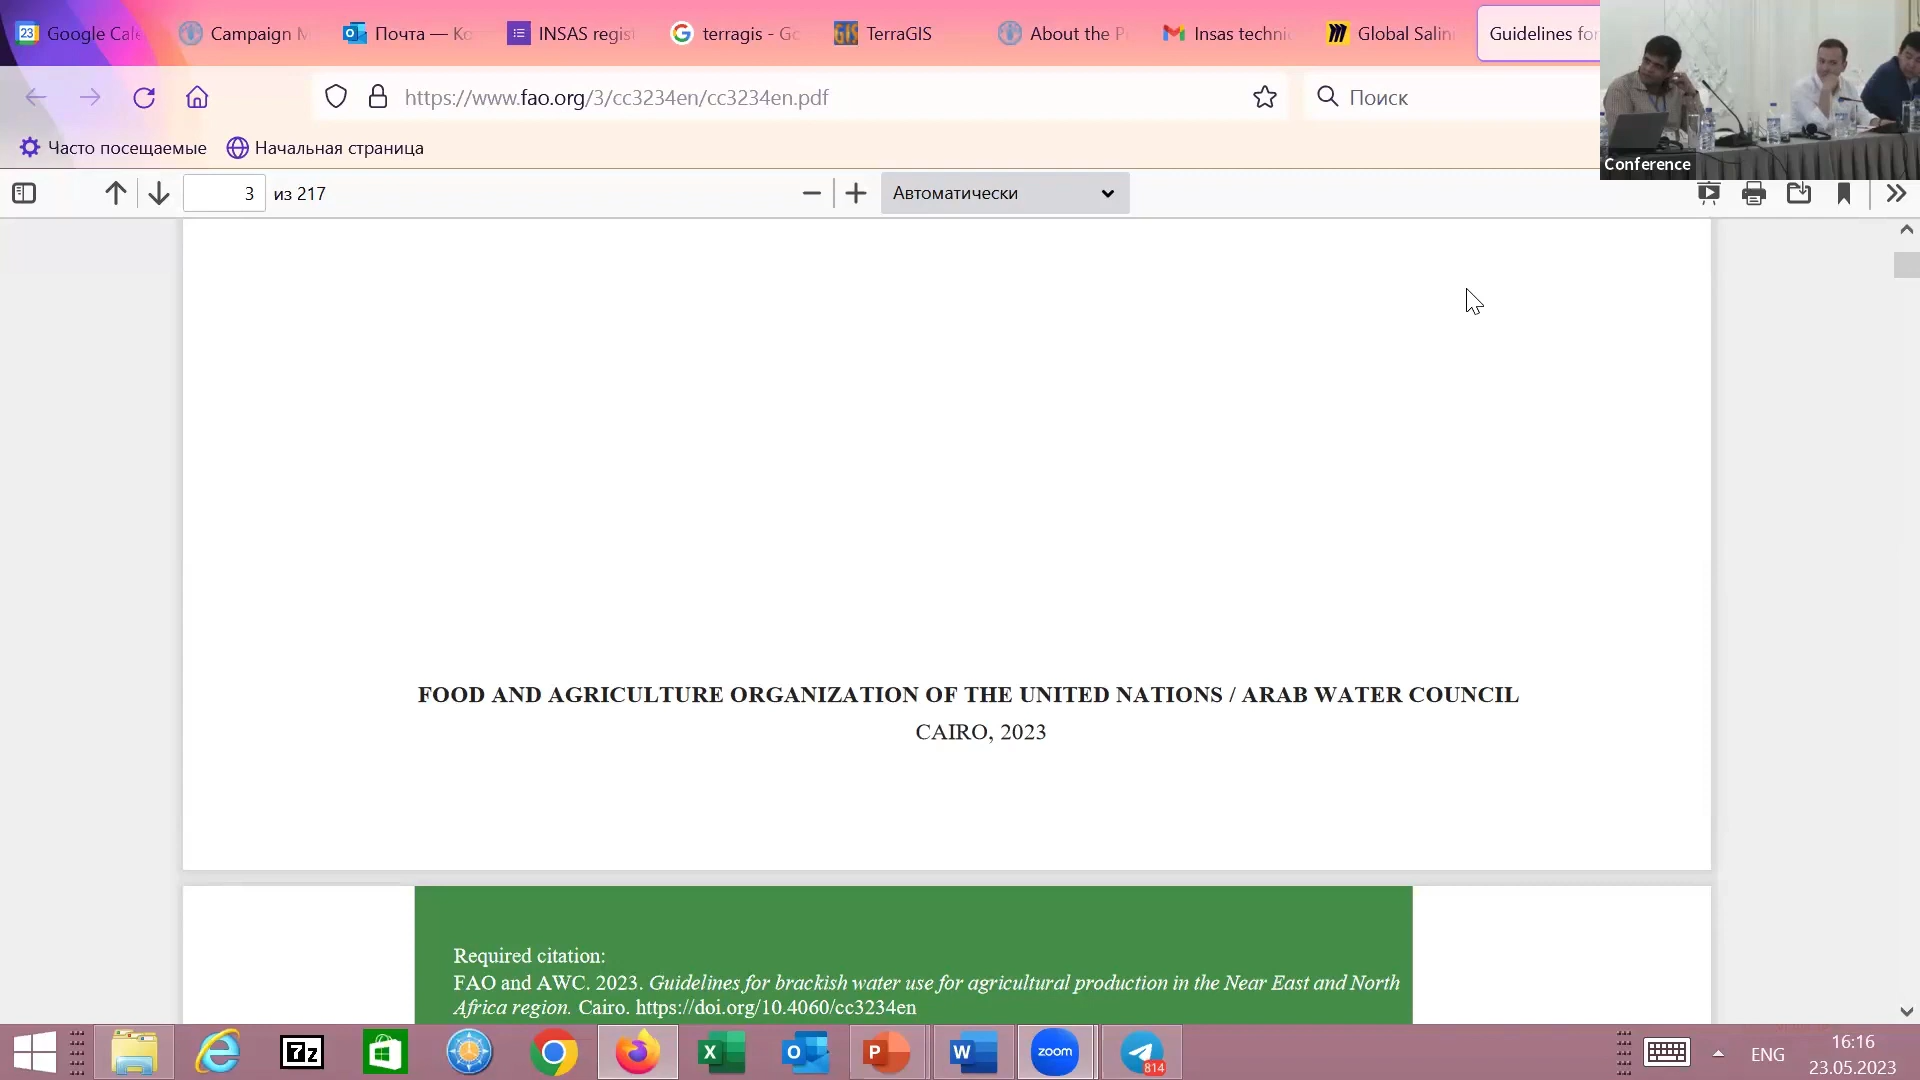 23 Google Cale
Campaign M
Почта — Ко
INSAS regist
terragis - Go
TerraGIS
About the P
Insas techni
Global Salin
Guidelines for
https://www.fao.org/3/cc3234en/cc3234en.pdf
Поиск
Часто посещаемые
Начальная страница
Conference
3 из 217
Автоматически
FOOD AND AGRICULTURE ORGANIZATION OF THE UNITED NATIONS / ARAB WATER COUNCIL
CAIRO, 2023
Required citation:
FAO and AWC. 2023. Guidelines for brackish water use for agricultural production in the Near East and North
Africa region. Cairo. https://doi.org/10.4060/cc3234en
7z
X
O
P
W
zoom
814
ENG
16:16
23.05.2023